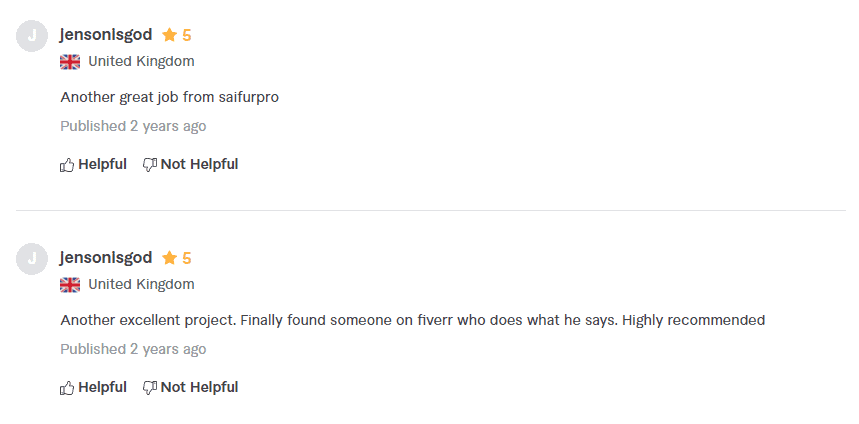 J
jensonisgod ★ 5
United Kingdom
Another great job from saifurpro
Published 2 years ago
Helpful Not Helpful
J
jensonisgod ★ 5
United Kingdom
Another excellent project. Finally found someone on fiverr who does what he says. Highly recommended
Published 2 years ago
Helpful Not Helpful